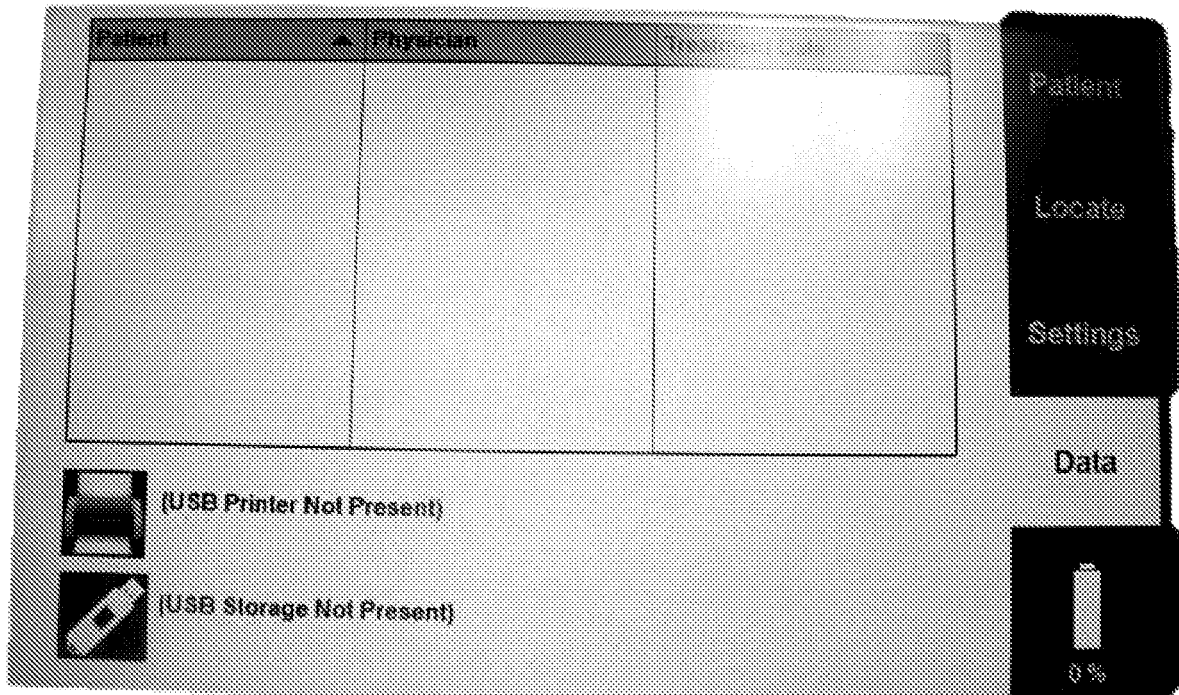 Patient
Physician
Patient
Locate
Settings
Data
(USB Printer Not Present)
(USB Storage Not Present)
0 %